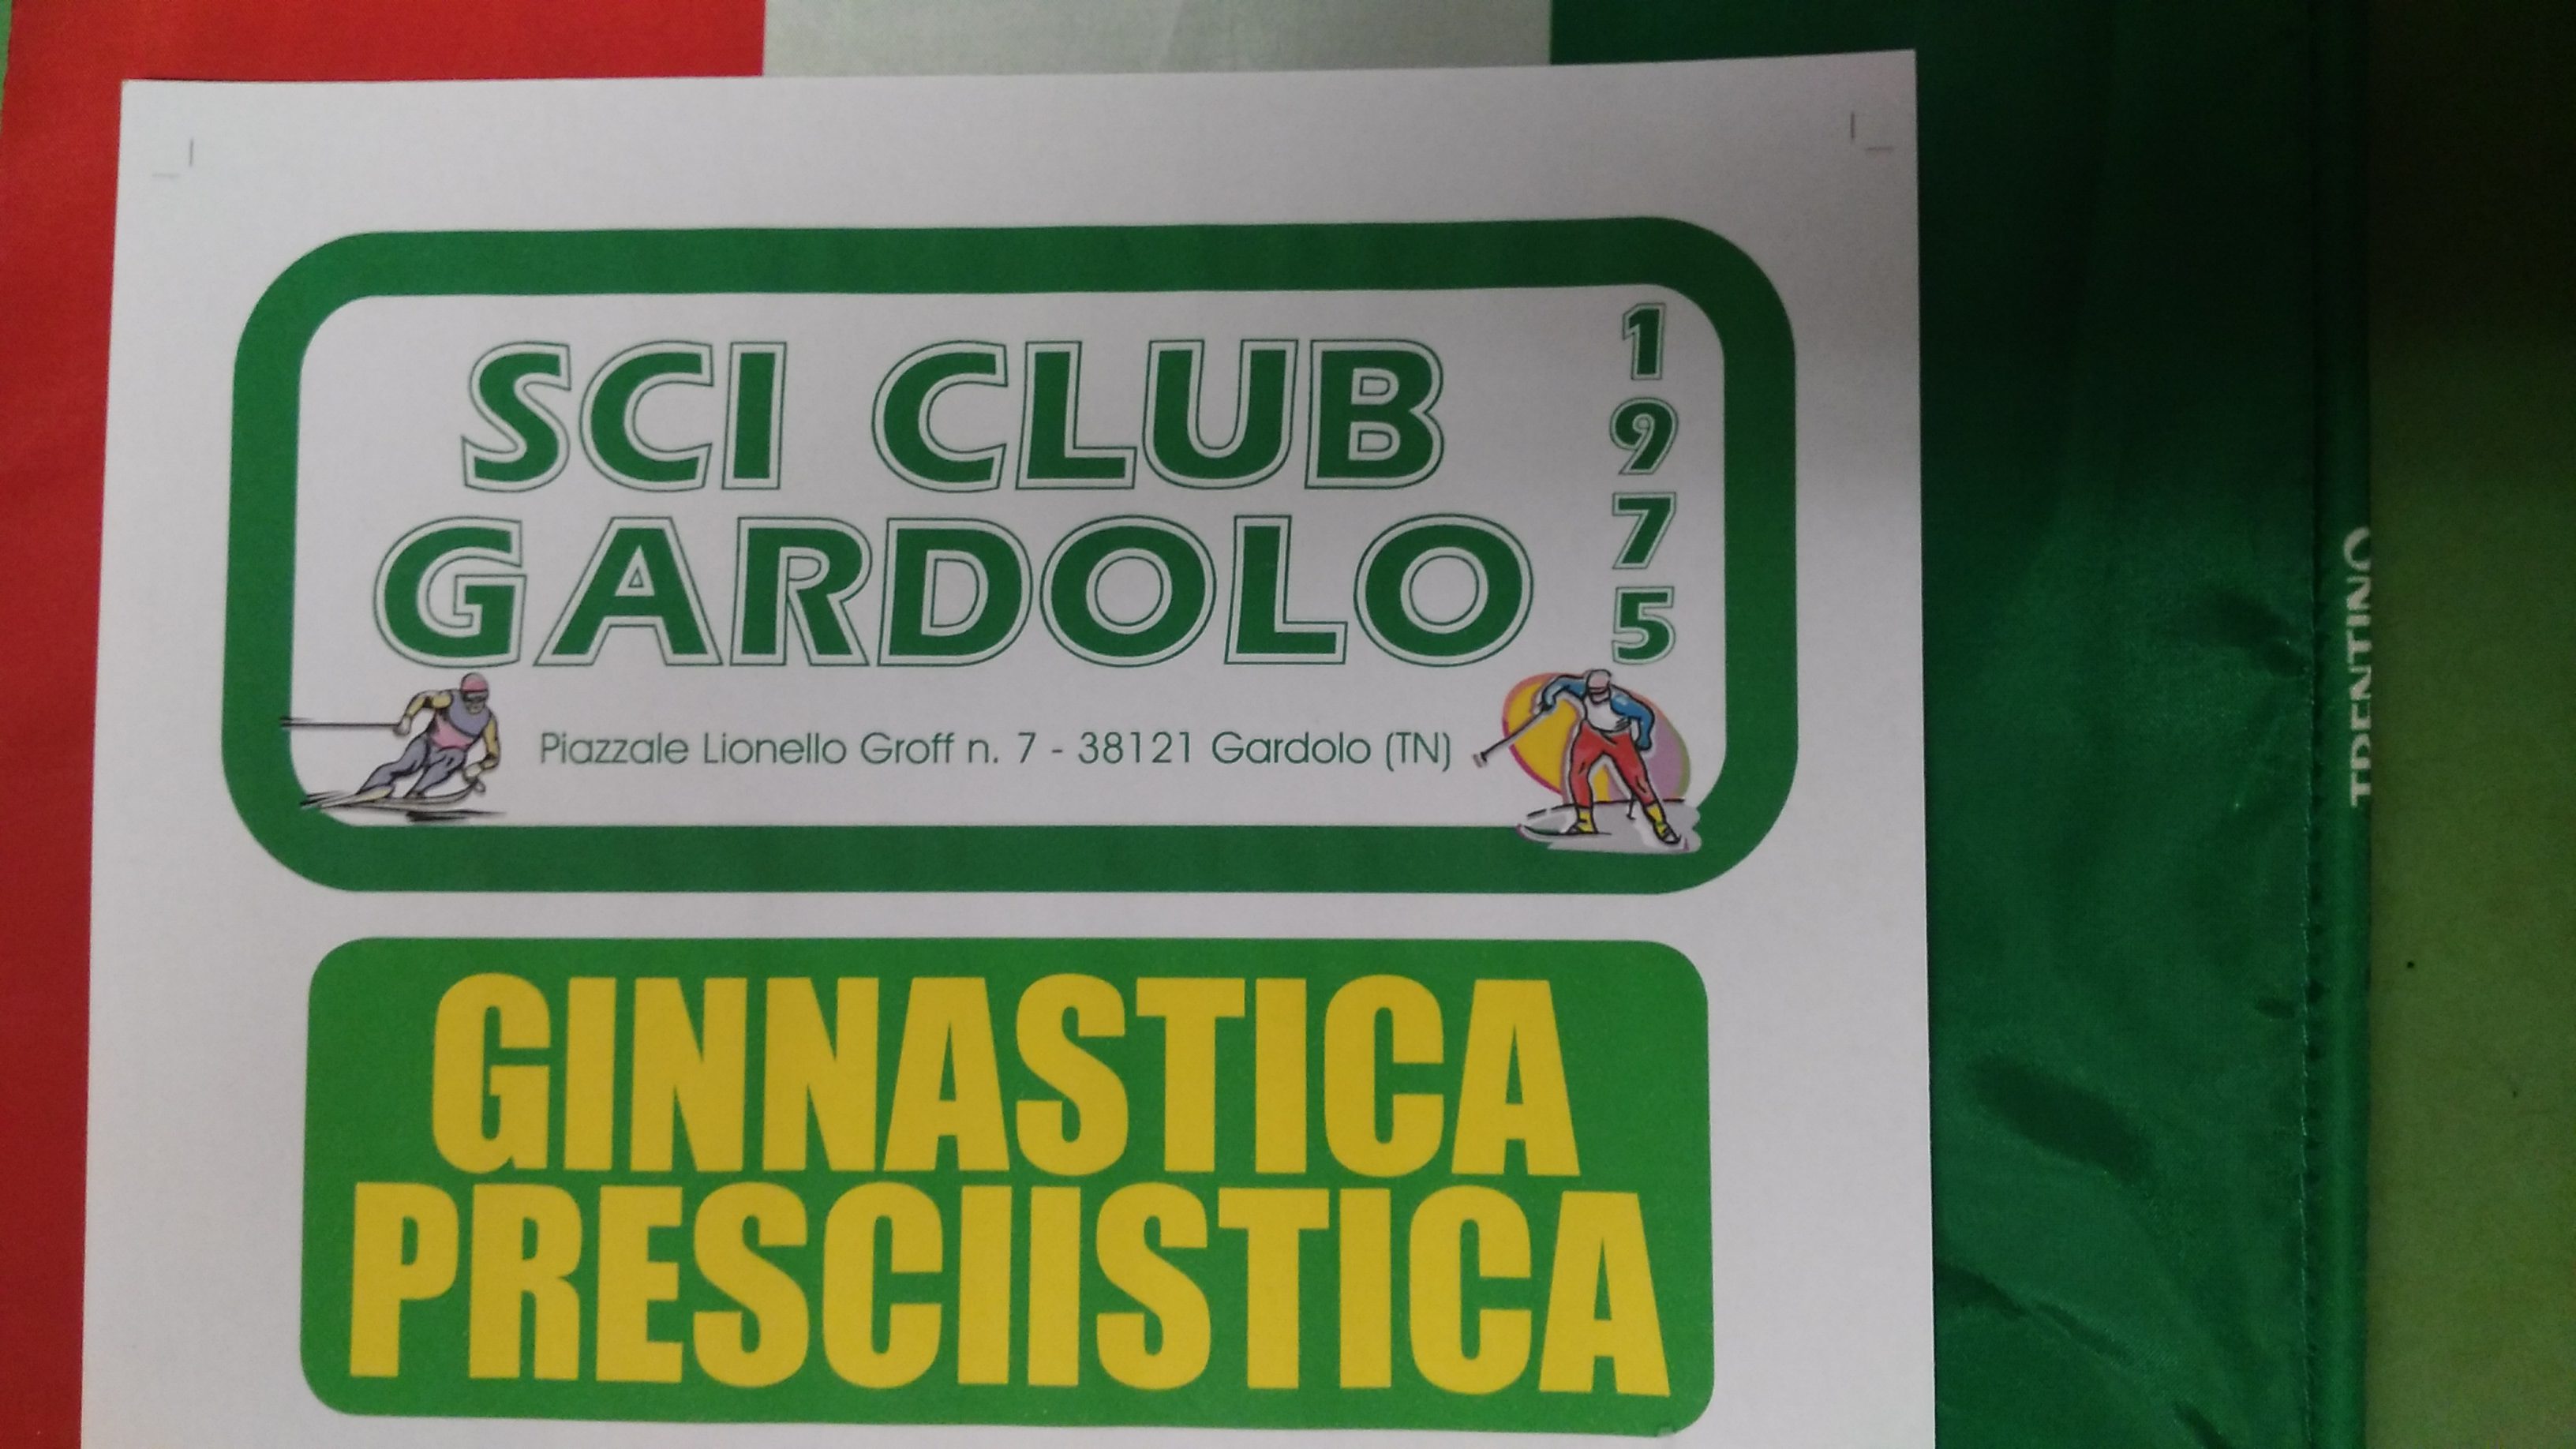 SCI CLUB
GARDOLO
1975
Piazzale Lionello Groff n. 7 - 38121 Gardolo (TN)
GINNASTICA
PRESCIISTICA
TRENTINO